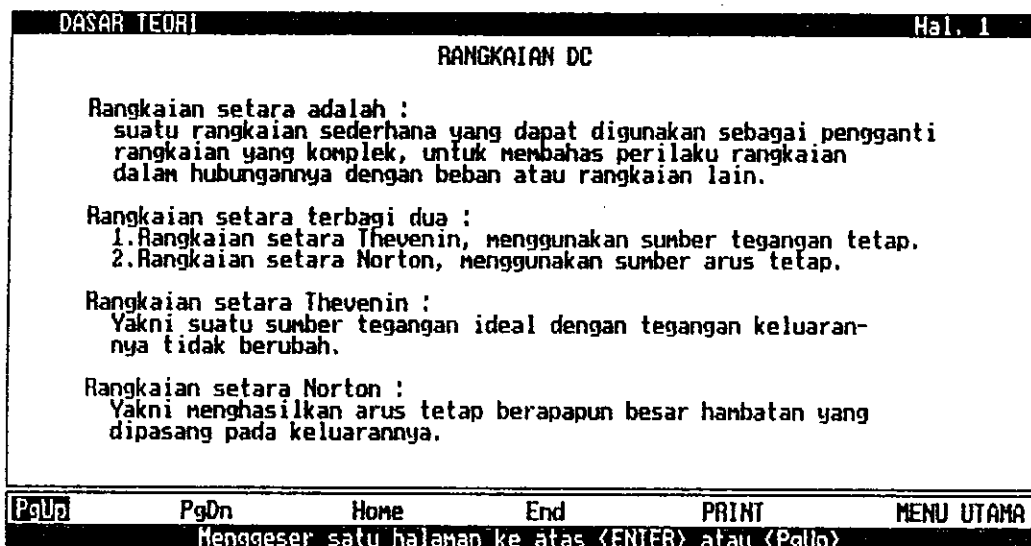 DASAR TEORI Hal. 1
RANGKAIAN DC
Rangkaian setara adalah :
suatu rangkaian sederhana yang dapat digunakan sebagai pengganti
rangkaian yang komplek, untuk membahas perilaku rangkaian
dalam hubungannya dengan beban atau rangkaian lain.
Rangkaian setara terbagi dua :
1.Rangkaian setara Thevenin, menggunakan sumber tegangan tetap.
2.Rangkaian setara Norton, menggunakan sumber arus tetap.
Rangkaian setara Thevenin :
Yakni suatu sumber tegangan ideal dengan tegangan keluaran-
nya tidak berubah.
Rangkaian setara Norton :
Yakni menghasilkan arus tetap berapapun besar hambatan yang
dipasang pada keluarannya.
PgUp PgDn Home End PRINT MENU UTAMA
Menggeser satu halaman ke atas <ENTER> atau <PgUp>